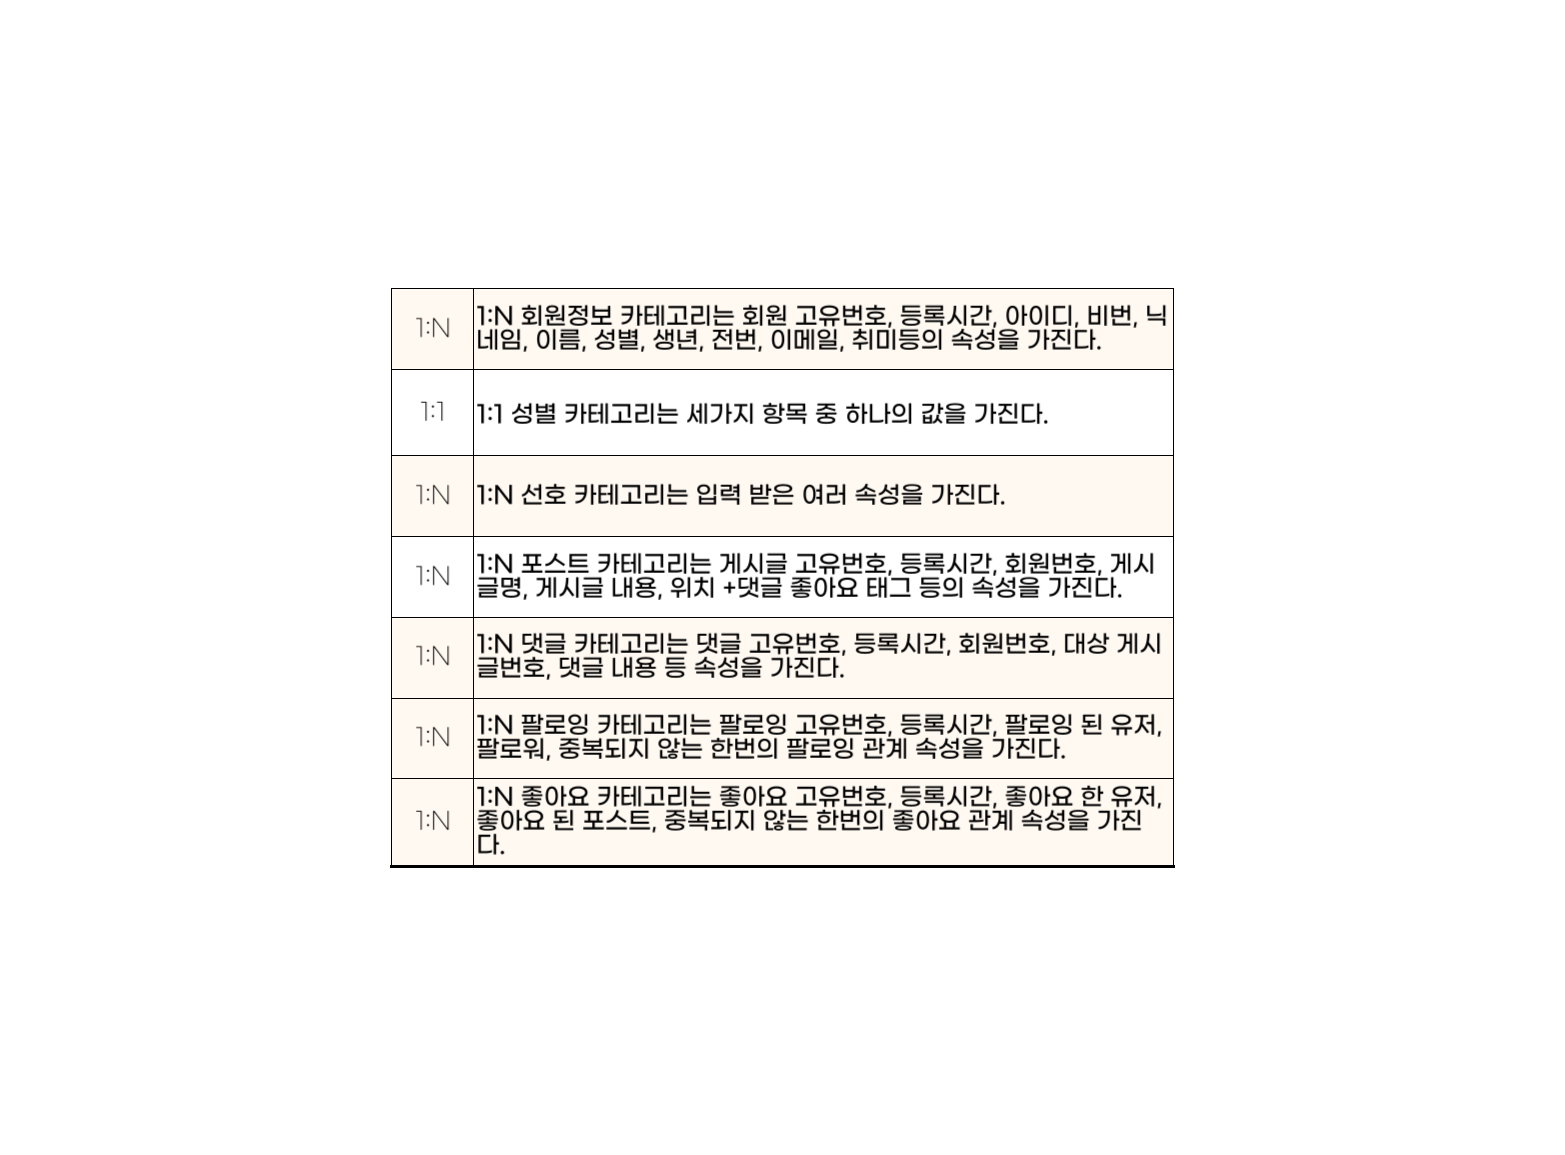 1:N
1:N 회원정보 카테고리는 회원 고유번호, 등록시간, 아이디, 비번, 닉
네임, 이름, 성별, 생년, 전번, 이메일, 취미등의 속성을 가진다.
1:1
1:1 성별 카테고리는 세가지 항목 중 하나의 값을 가진다.
1:N
1:N 선호 카테고리는 입력 받은 여러 속성을 가진다.
1:N
1:N 포스트 카테고리는 게시글 고유번호, 등록시간, 회원번호, 게시
글명, 게시글 내용, 위치 +댓글 좋아요 태그 등의 속성을 가진다.
1:N
1:N 댓글 카테고리는 댓글 고유번호, 등록시간, 회원번호, 대상 게시
글번호, 댓글 내용 등 속성을 가진다.
1:N
1:N 팔로잉 카테고리는 팔로잉 고유번호, 등록시간, 팔로잉 된 유저,
팔로워, 중복되지 않는 한번의 팔로잉 관계 속성을 가진다.
1:N
1:N 좋아요 카테고리는 좋아요 고유번호, 등록시간, 좋아요 한 유저,
좋아요 된 포스트, 중복되지 않는 한번의 좋아요 관계 속성을 가진
다.